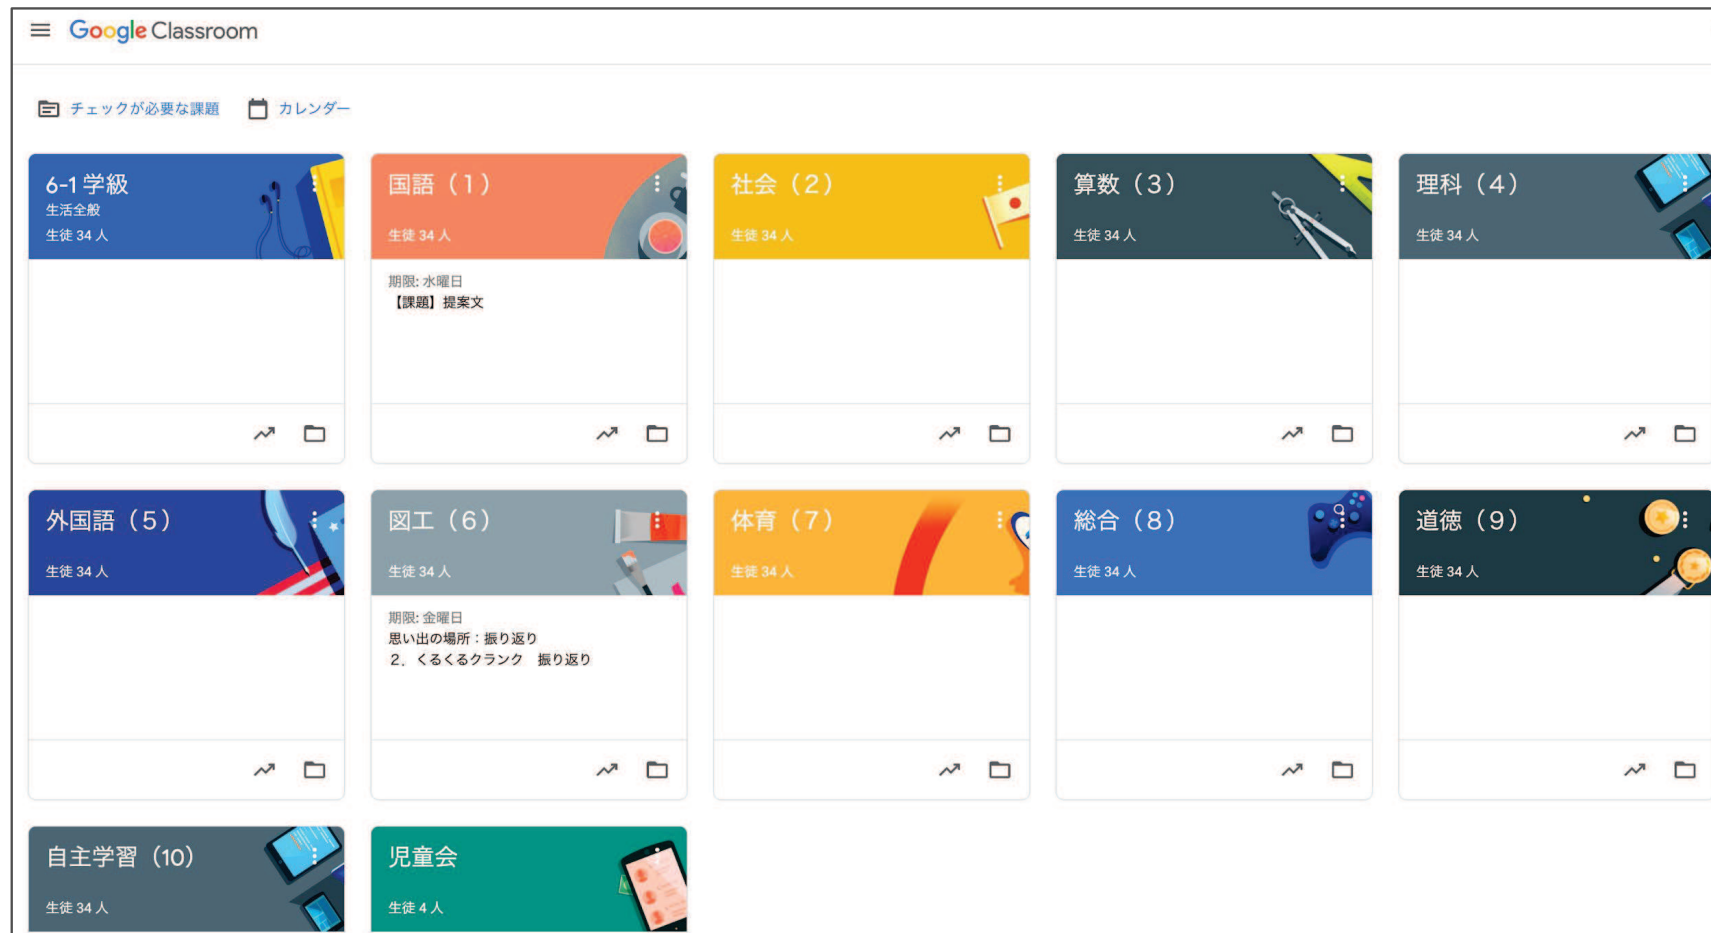 Google Classroom
チェックが必要な課題 カレンダー
6-1 学級
生活全般
生徒 34 人
国語（1）
生徒 34 人
期限: 水曜日
【課題】提案文
社会（2）
生徒 34 人
算数（3）
生徒 34 人
理科（4）
生徒 34 人
外国語（5）
生徒 34 人
図工（6）
生徒 34 人
期限: 金曜日
思い出の場所：振り返り
２．くるくるクランク　振り返り
体育（7）
生徒 34 人
総合（8）
生徒 34 人
道徳（9）
生徒 34 人
自主学習（10）
生徒 34 人
児童会
生徒 4 人